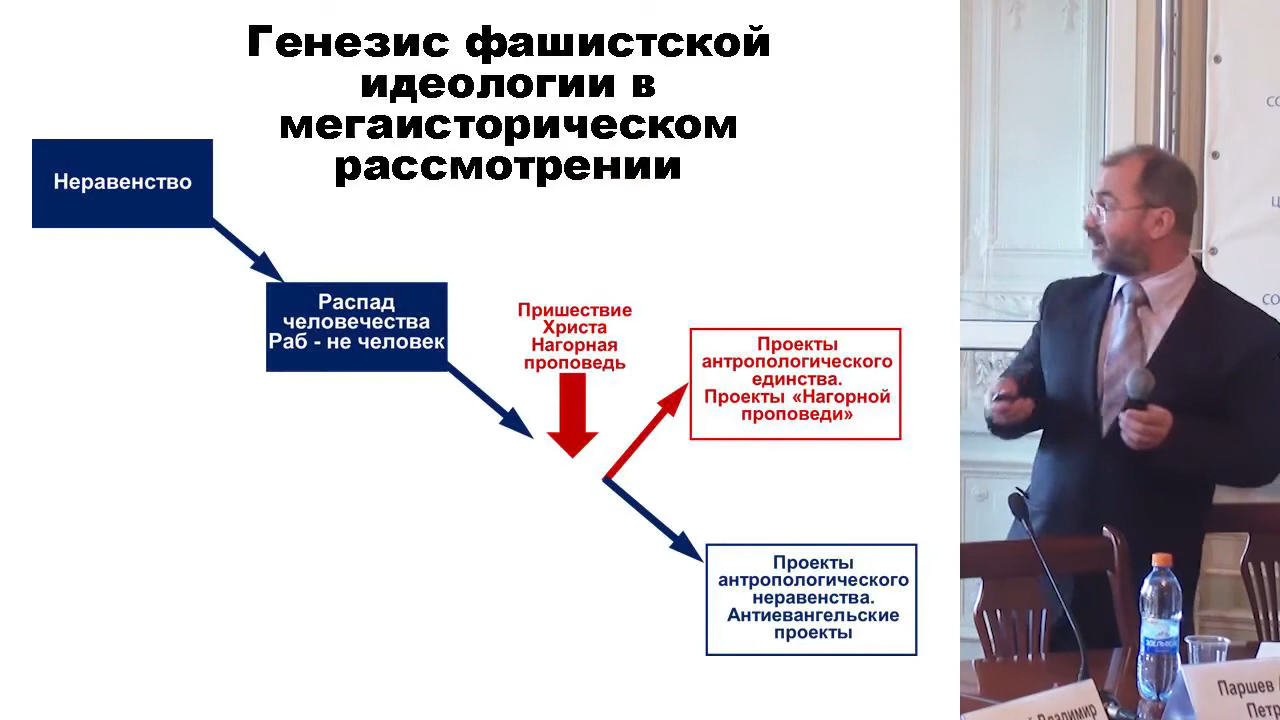 Генезис фашистской
идеологии в
мегаисторическом
рассмотрении
Неравенство
Распад
человечества
Раб - не человек
Пришествие
Христа
Нагорная
проповедь
Проекты
антропологического
единства.
Проекты «Нагорной
проповеди»
Проекты
антропологического
неравенства.
Антиевангельские
проекты
Владимир
Паршев